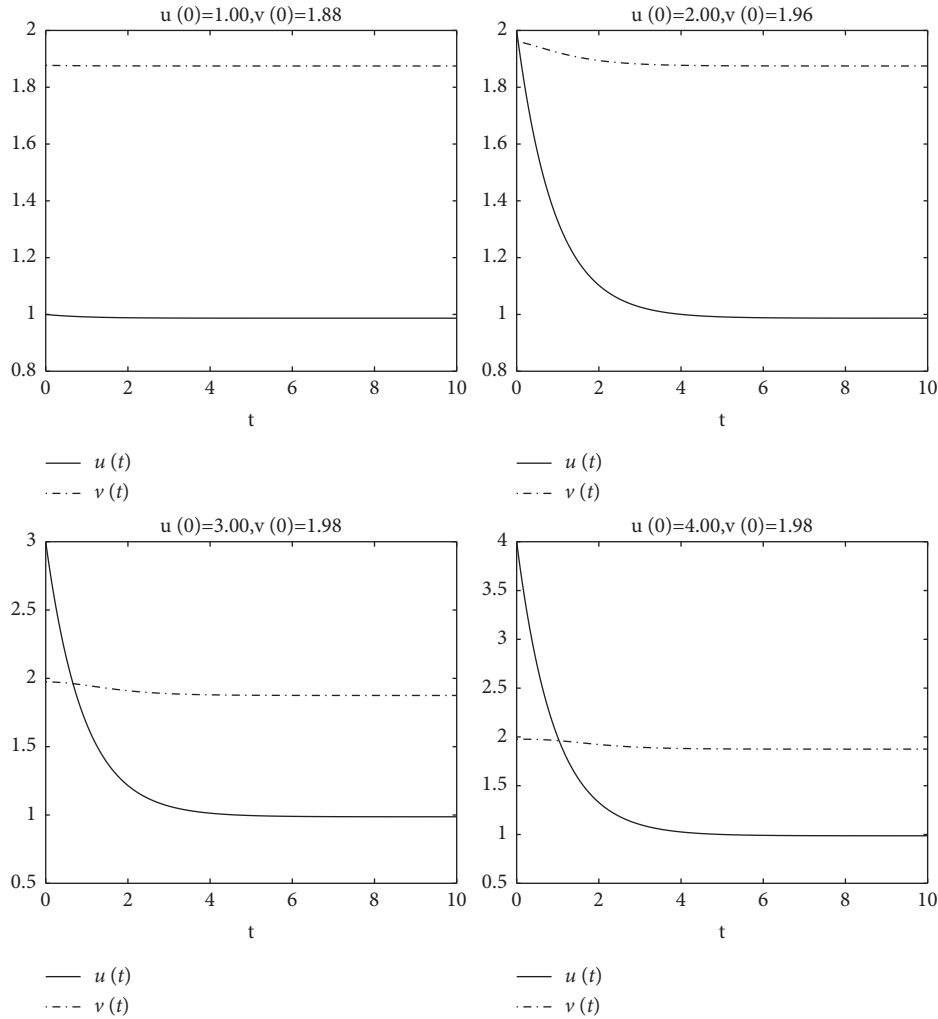 u (0)=1.00,v (0)=1.88
2
1.8
1.6
1.4
1.2
1
0.8
0 2 4 6 8 10
t
u (t)
v (t)
u (0)=2.00,v (0)=1.96
2
1.8
1.6
1.4
1.2
1
0.8
0 2 4 6 8 10
t
u (t)
v (t)
u (0)=3.00,v (0)=1.98
3
2.5
2
1.5
1
0.5
0 2 4 6 8 10
t
u (t)
v (t)
u (0)=4.00,v (0)=1.98
4
3.5
3
2.5
2
1.5
1
0.5
0 2 4 6 8 10
t
u (t)
v (t)